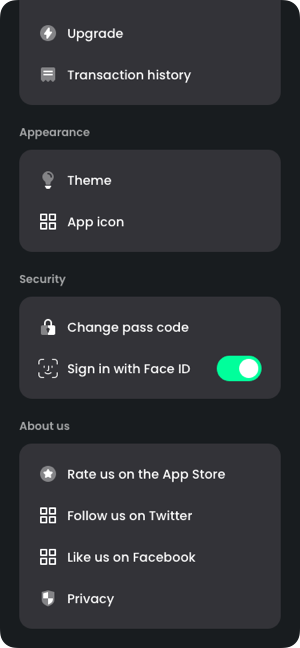 Upgrade
Transaction history
Appearance
Theme
App icon
Security
Change pass code
Sign in with Face ID
About us
Rate us on the App Store
Follow us on Twitter
Like us on Facebook
Privacy